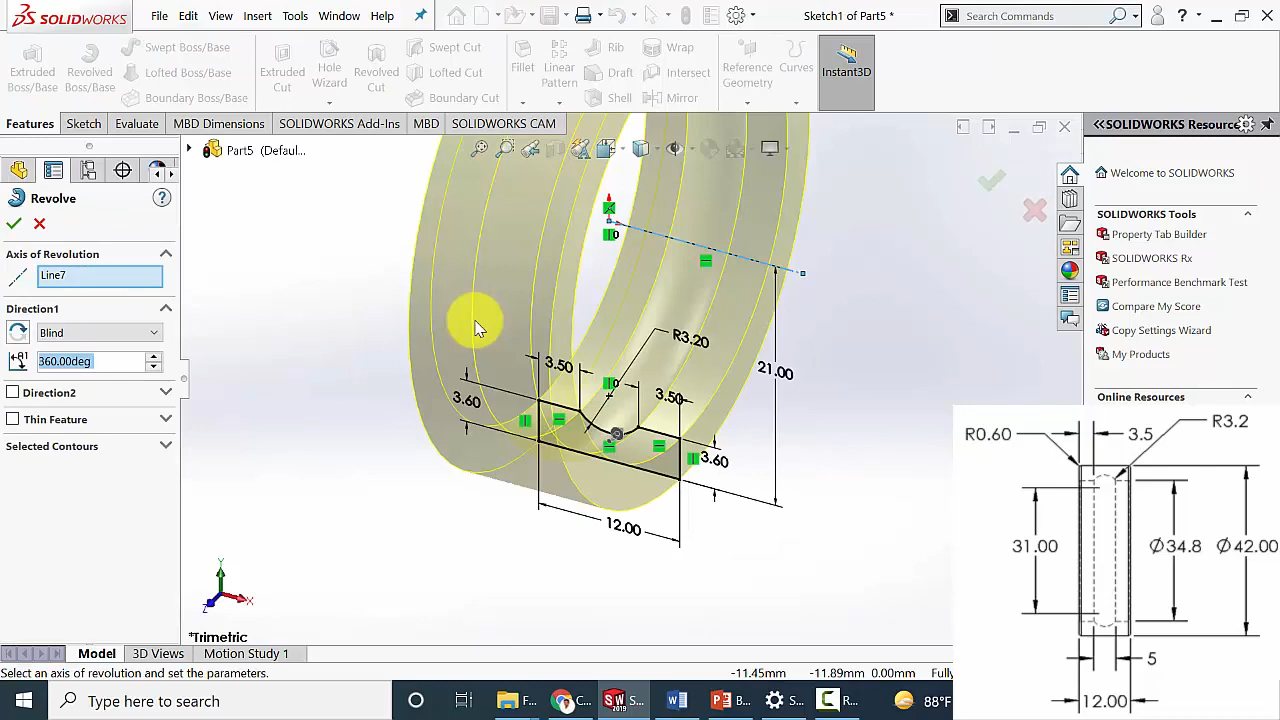 SOLIDWORKS File Edit View Insert Tools Window Help Sketch1 of Part5 * Search Commands ?
Extruded Boss/Base
Revolved Boss/Base
Swept Boss/Base
Lofted Boss/Base
Boundary Boss/Base
Extruded Cut
Hole Wizard
Revolved Cut
Swept Cut
Lofted Cut
Boundary Cut
Fillet
Linear Pattern
Rib
Draft
Shell
Wrap
Intersect
Mirror
Reference Geometry
Curves
Instant3D
Features Sketch Evaluate MBD Dimensions SOLIDWORKS Add-Ins MBD SOLIDWORKS CAM
Part5 (Defaul...
Revolve
Axis of Revolution
Line7
Direction1
Blind
360.00deg
Direction2
Thin Feature
Selected Contours
R3.20
3.50
3.50
3.60
3.60
21.00
12.00
0
0
Y
X
Z
*Trimetric
<<SOLIDWORKS Resourc
Welcome to SOLIDWORKS
SOLIDWORKS Tools
Property Tab Builder
SOLIDWORKS Rx
Performance Benchmark Test
Compare My Score
Copy Settings Wizard
My Products
Online Resources
R0.60
3.5
R3.2
31.00
Ø34.8
Ø42.00
5
12.00
Model 3D Views Motion Study 1
Select an axis of revolution and set the parameters. -11.45mm -11.89mm 0.00mm Fully
Type here to search F... C... S... W B... S... R... 88°F